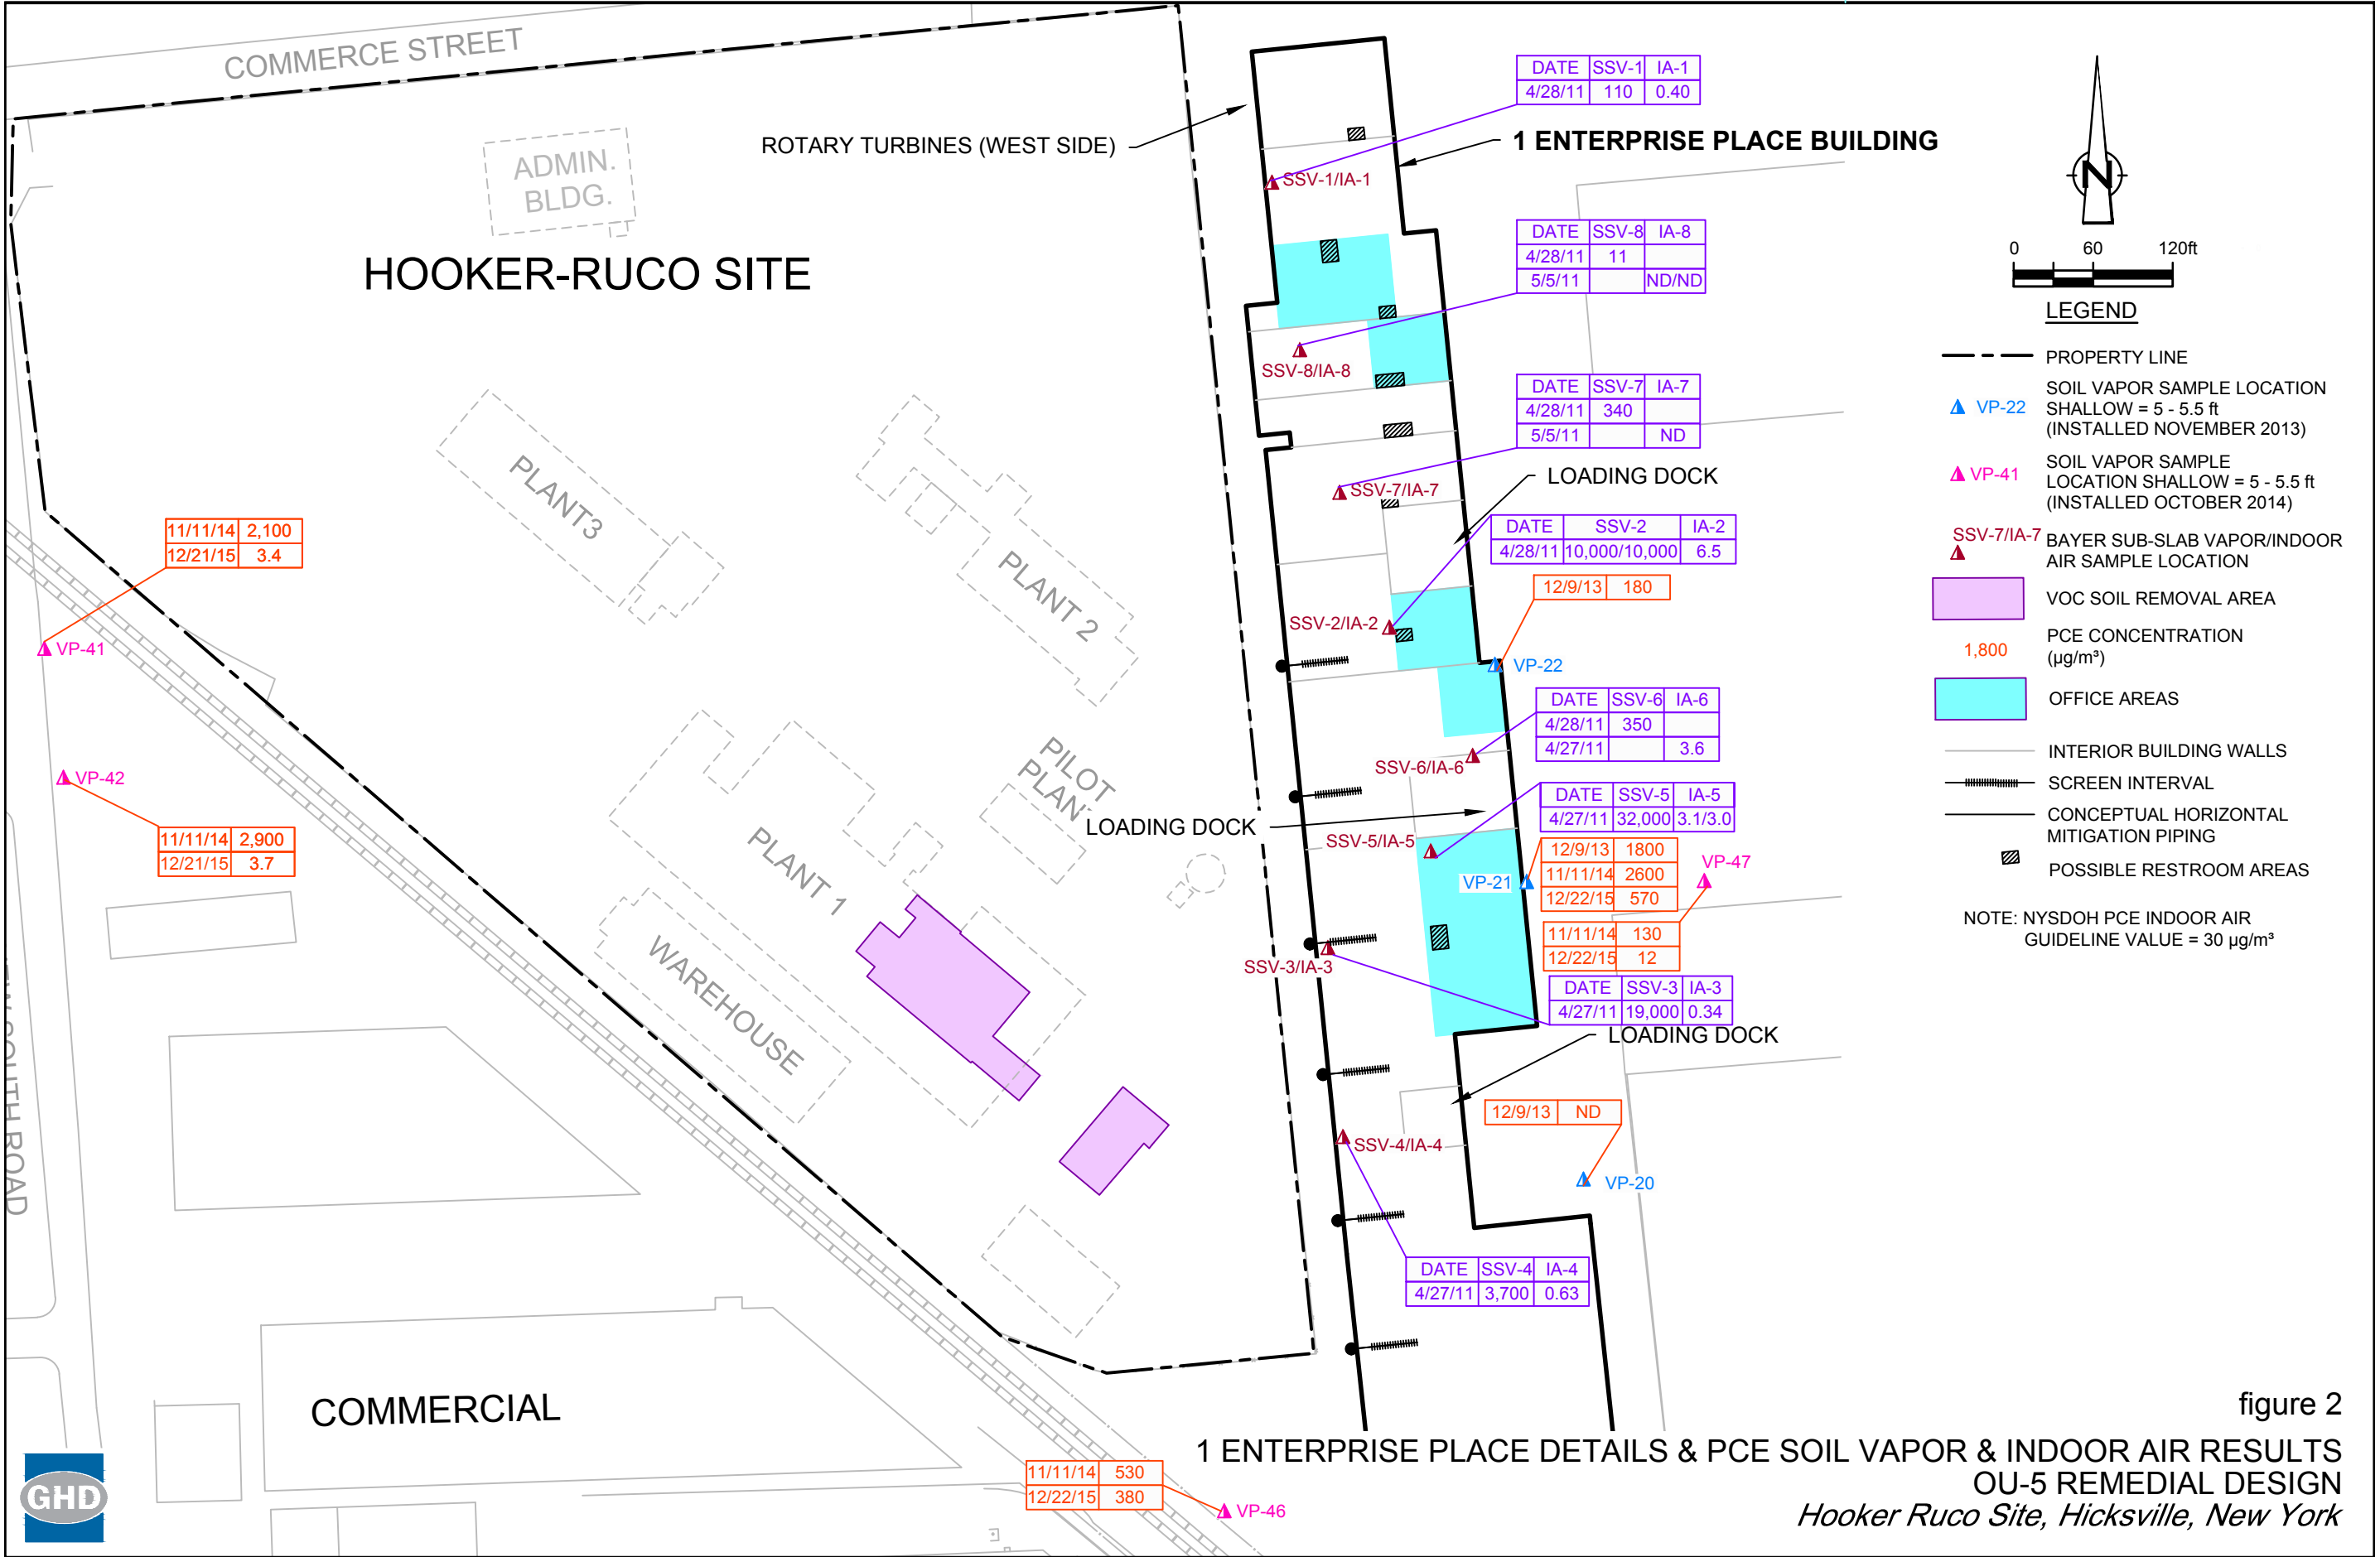 COMMERCE STREET
ADMIN.
BLDG.
HOOKER-RUCO SITE
ROTARY TURBINES (WEST SIDE)
1 ENTERPRISE PLACE BUILDING
DATE SSV-1 IA-1
4/28/11 110 0.40
SSV-1/IA-1
DATE SSV-8 IA-8
4/28/11 11
5/5/11 ND/ND
SSV-8/IA-8
DATE SSV-7 IA-7
4/28/11 340
5/5/11 ND
SSV-7/IA-7
LOADING DOCK
DATE SSV-2 IA-2
4/28/11 10,000/10,000 6.5
SSV-2/IA-2
12/9/13 180
VP-22
DATE SSV-6 IA-6
4/28/11 350
4/27/11 3.6
SSV-6/IA-6
DATE SSV-5 IA-5
4/27/11 32,000 3.1/3.0
SSV-5/IA-5
LOADING DOCK
12/9/13 1800
11/11/14 2600
12/22/15 570
VP-21
VP-47
11/11/14 130
12/22/15 12
DATE SSV-3 IA-3
4/27/11 19,000 0.34
SSV-3/IA-3
LOADING DOCK
12/9/13 ND
VP-20
SSV-4/IA-4
DATE SSV-4 IA-4
4/27/11 3,700 0.63
PLANT3
PLANT 2
PILOT
PLAN
PLANT 1
WAREHOUSE
11/11/14 2,100
12/21/15 3.4
VP-41
VP-42
11/11/14 2,900
12/21/15 3.7
SOUTH ROAD
COMMERCIAL
11/11/14 530
12/22/15 380
VP-46
N
0 60 120ft
LEGEND
PROPERTY LINE
VP-22
SOIL VAPOR SAMPLE LOCATION
SHALLOW = 5 - 5.5 ft
(INSTALLED NOVEMBER 2013)
VP-41
SOIL VAPOR SAMPLE
LOCATION SHALLOW = 5 - 5.5 ft
(INSTALLED OCTOBER 2014)
SSV-7/IA-7
BAYER SUB-SLAB VAPOR/INDOOR
AIR SAMPLE LOCATION
VOC SOIL REMOVAL AREA
1,800
PCE CONCENTRATION
(µg/m³)
OFFICE AREAS
INTERIOR BUILDING WALLS
SCREEN INTERVAL
CONCEPTUAL HORIZONTAL
MITIGATION PIPING
POSSIBLE RESTROOM AREAS
NOTE: NYSDOH PCE INDOOR AIR
GUIDELINE VALUE = 30 µg/m³
figure 2
1 ENTERPRISE PLACE DETAILS & PCE SOIL VAPOR & INDOOR AIR RESULTS
OU-5 REMEDIAL DESIGN
Hooker Ruco Site, Hicksville, New York
GHD